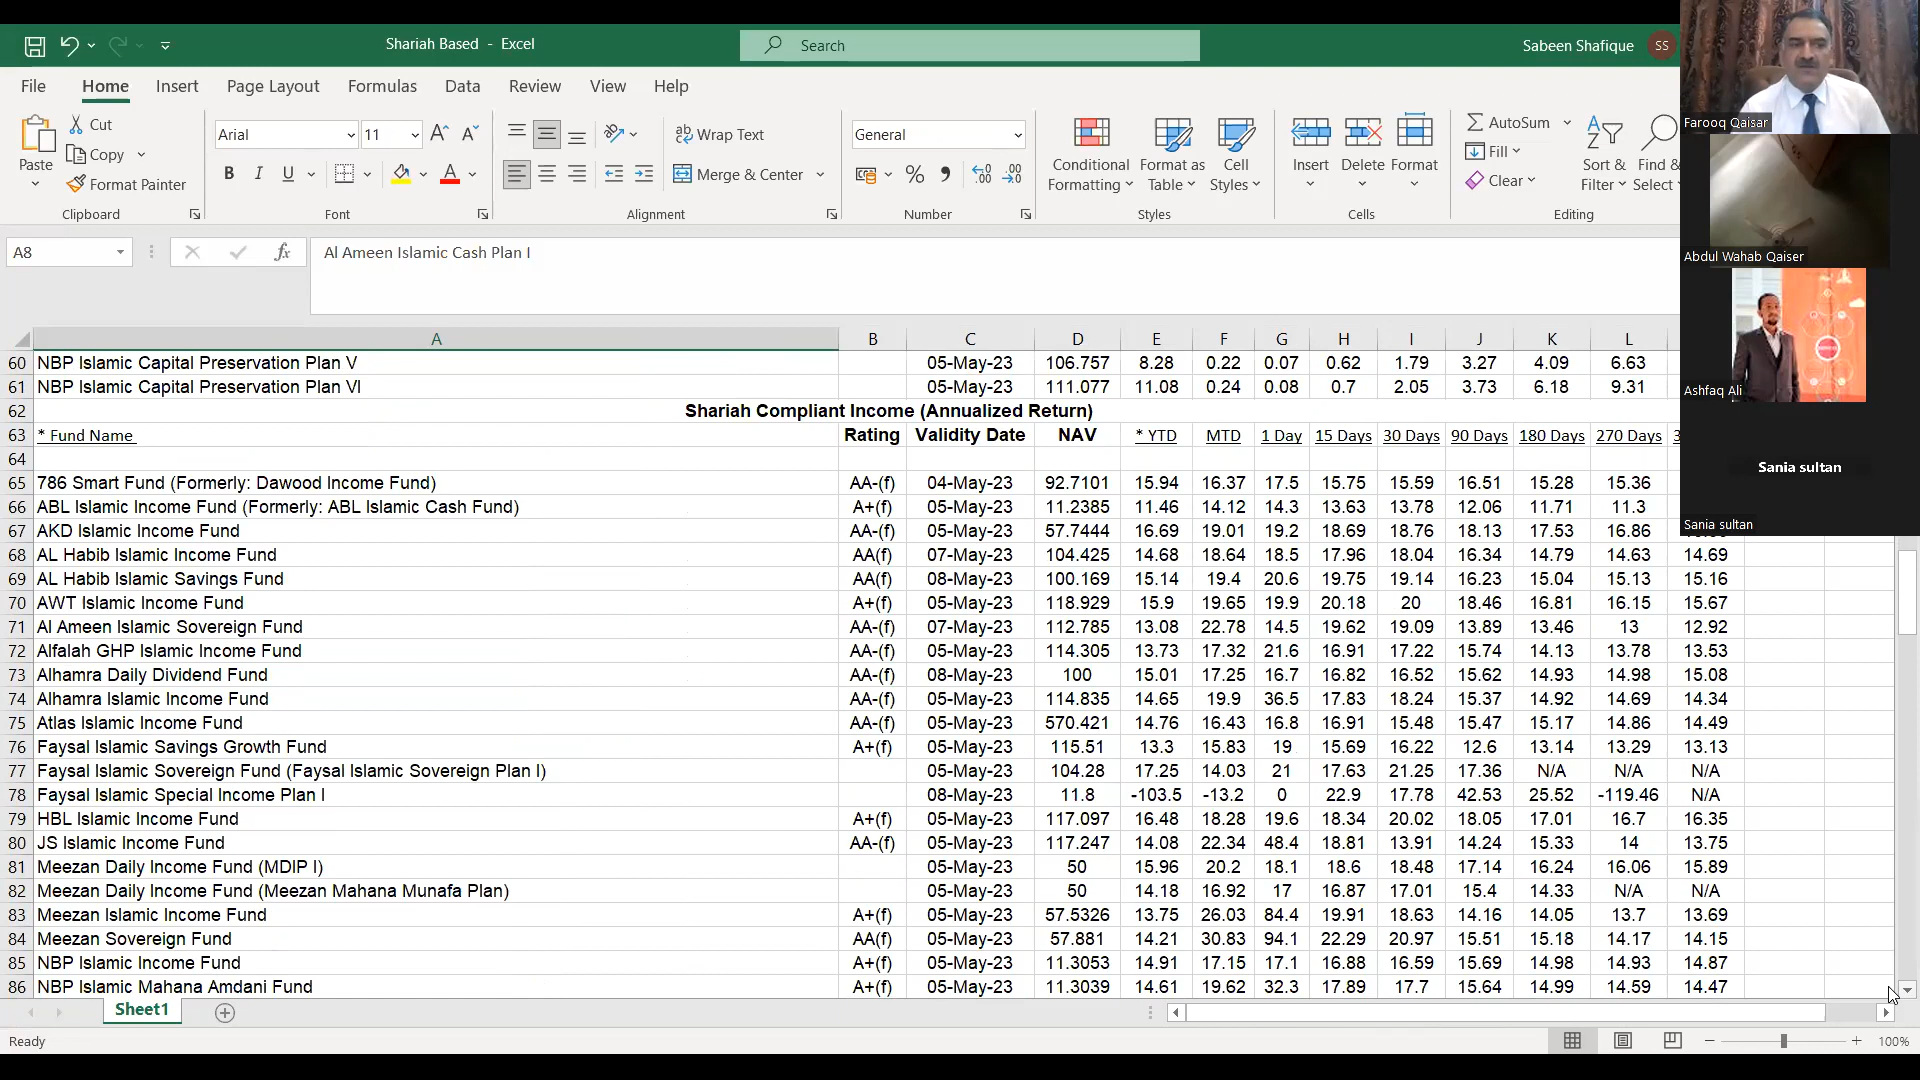 Shariah Based - Excel
Search
Sabeen Shafique SS
File Home Insert Page Layout Formulas Data Review View Help
Paste Cut Copy Format Painter Clipboard
Arial 11 B I U Font
Wrap Text Merge & Center Alignment
General % Number
Conditional Formatting Format as Table Cell Styles Styles
Insert Delete Format Cells
AutoSum Fill Clear Sort & Filter Find & Select Editing
Farooq Qaisar
Abdul Wahab Qaiser
Ashfaq Ali
Sania sultan
Sania sultan
A8 fx Al Ameen Islamic Cash Plan I
A B C D E F G H I J K L
60 NBP Islamic Capital Preservation Plan V 05-May-23 106.757 8.28 0.22 0.07 0.62 1.79 3.27 4.09 6.63
61 NBP Islamic Capital Preservation Plan VI 05-May-23 111.077 11.08 0.24 0.08 0.7 2.05 3.73 6.18 9.31
62 Shariah Compliant Income (Annualized Return)
63 * Fund Name Rating Validity Date NAV * YTD MTD 1 Day 15 Days 30 Days 90 Days 180 Days 270 Days
64
65 786 Smart Fund (Formerly: Dawood Income Fund) AA-(f) 04-May-23 92.7101 15.94 16.37 17.5 15.75 15.59 16.51 15.28 15.36
66 ABL Islamic Income Fund (Formerly: ABL Islamic Cash Fund) A+(f) 05-May-23 11.2385 11.46 14.12 14.3 13.63 13.78 12.06 11.71 11.3
67 AKD Islamic Income Fund AA-(f) 05-May-23 57.7444 16.69 19.01 19.2 18.69 18.76 18.13 17.53 16.86
68 AL Habib Islamic Income Fund AA(f) 07-May-23 104.425 14.68 18.64 18.5 17.96 18.04 16.34 14.79 14.63 14.69
69 AL Habib Islamic Savings Fund AA(f) 08-May-23 100.169 15.14 19.4 20.6 19.75 19.14 16.23 15.04 15.13 15.16
70 AWT Islamic Income Fund A+(f) 05-May-23 118.929 15.9 19.65 19.9 20.18 20 18.46 16.81 16.15 15.67
71 Al Ameen Islamic Sovereign Fund AA-(f) 07-May-23 112.785 13.08 22.78 14.5 19.62 19.09 13.89 13.46 13 12.92
72 Alfalah GHP Islamic Income Fund AA-(f) 05-May-23 114.305 13.73 17.32 21.6 16.91 17.22 15.74 14.13 13.78 13.53
73 Alhamra Daily Dividend Fund AA-(f) 08-May-23 100 15.01 17.25 16.7 16.82 16.52 15.62 14.93 14.98 15.08
74 Alhamra Islamic Income Fund AA-(f) 05-May-23 114.835 14.65 19.9 36.5 17.83 18.24 15.37 14.92 14.69 14.34
75 Atlas Islamic Income Fund AA-(f) 05-May-23 570.421 14.76 16.43 16.8 16.91 15.48 15.47 15.17 14.86 14.49
76 Faysal Islamic Savings Growth Fund A+(f) 05-May-23 115.51 13.3 15.83 19 15.69 16.22 12.6 13.14 13.29 13.13
77 Faysal Islamic Sovereign Fund (Faysal Islamic Sovereign Plan I) 05-May-23 104.28 17.25 14.03 21 17.63 21.25 17.36 N/A N/A N/A
78 Faysal Islamic Special Income Plan I 08-May-23 11.8 -103.5 -13.2 0 22.9 17.78 42.53 25.52 -119.46 N/A
79 HBL Islamic Income Fund A+(f) 05-May-23 117.097 16.48 18.28 19.6 18.34 20.02 18.05 17.01 16.7 16.35
80 JS Islamic Income Fund AA-(f) 05-May-23 117.247 14.08 22.34 48.4 18.81 13.91 14.24 15.33 14 13.75
81 Meezan Daily Income Fund (MDIP I) 05-May-23 50 15.96 20.2 18.1 18.6 18.48 17.14 16.24 16.06 15.89
82 Meezan Daily Income Fund (Meezan Mahana Munafa Plan) 05-May-23 50 14.18 16.92 17 16.87 17.01 15.4 14.33 N/A N/A
83 Meezan Islamic Income Fund A+(f) 05-May-23 57.5326 13.75 26.03 84.4 19.91 18.63 14.16 14.05 13.7 13.69
84 Meezan Sovereign Fund AA(f) 05-May-23 57.881 14.21 30.83 94.1 22.29 20.97 15.51 15.18 14.17 14.15
85 NBP Islamic Income Fund A+(f) 05-May-23 11.3053 14.91 17.15 17.1 16.88 16.59 15.69 14.98 14.93 14.87
86 NBP Islamic Mahana Amdani Fund A+(f) 05-May-23 11.3039 14.61 19.62 32.3 17.89 17.7 15.64 14.99 14.59 14.47
Sheet1
Ready 100%